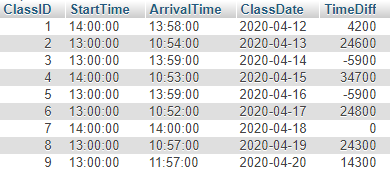 ClassID StartTime ArrivalTime ClassDate TimeDiff
1 14:00:00 13:58:00 2020-04-12 4200
2 13:00:00 10:54:00 2020-04-13 24600
3 13:00:00 13:59:00 2020-04-14 -5900
4 14:00:00 10:53:00 2020-04-15 34700
5 13:00:00 13:59:00 2020-04-16 -5900
6 13:00:00 10:52:00 2020-04-17 24800
7 14:00:00 14:00:00 2020-04-18 0
8 13:00:00 10:57:00 2020-04-19 24300
9 13:00:00 11:57:00 2020-04-20 14300